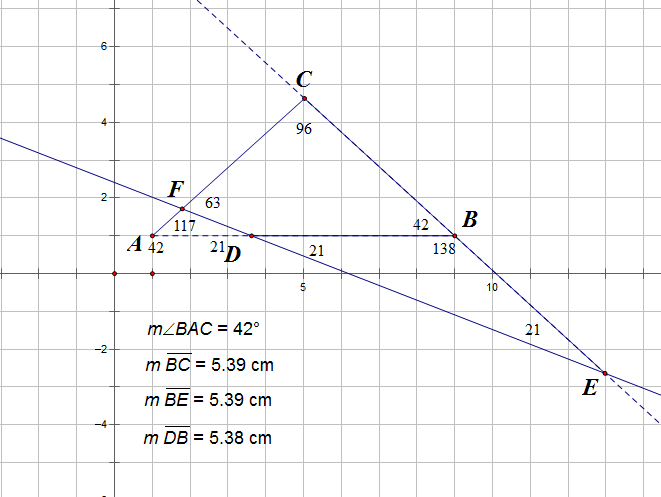 6
C
4
96
F
63
2
117
42
B
A
42
21
D
21
138
5
10
m∠BAC = 42°
21
−2
m BC = 5.39 cm
E
m BE = 5.39 cm
−4
m DB = 5.38 cm